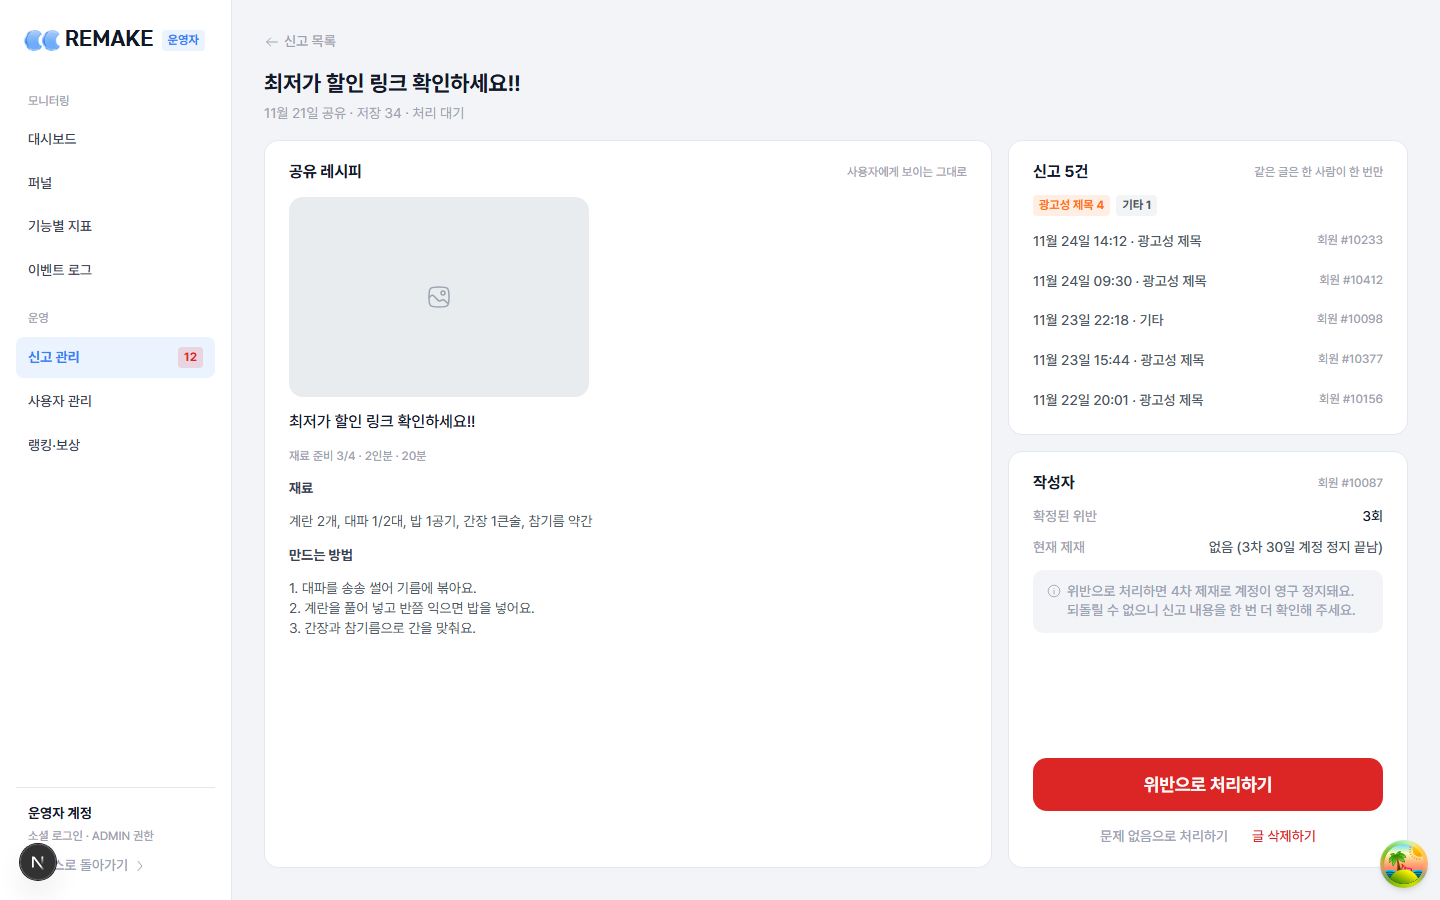 REMAKE 운영자
모니터링
대시보드
퍼널
기능별 지표
이벤트 로그
운영
신고 관리 12
사용자 관리
랭킹·보상
운영자 계정
소셜 로그인 · ADMIN 권한
스로 돌아가기
N
신고 목록
최저가 할인 링크 확인하세요!!
11월 21일 공유 · 저장 34 · 처리 대기
공유 레시피
사용자에게 보이는 그대로
최저가 할인 링크 확인하세요!!
재료 준비 3/4 · 2인분 · 20분
재료
계란 2개, 대파 1/2대, 밥 1공기, 간장 1큰술, 참기름 약간
만드는 방법
1. 대파를 송송 썰어 기름에 볶아요.
2. 계란을 풀어 넣고 반쯤 익으면 밥을 넣어요.
3. 간장과 참기름으로 간을 맞춰요.
신고 5건
같은 글은 한 사람이 한 번만
광고성 제목 4 기타 1
11월 24일 14:12 · 광고성 제목 회원 #10233
11월 24일 09:30 · 광고성 제목 회원 #10412
11월 23일 22:18 · 기타 회원 #10098
11월 23일 15:44 · 광고성 제목 회원 #10377
11월 22일 20:01 · 광고성 제목 회원 #10156
작성자 회원 #10087
확정된 위반 3회
현재 제재 없음 (3차 30일 계정 정지 끝남)
위반으로 처리하면 4차 제재로 계정이 영구 정지돼요.
되돌릴 수 없으니 신고 내용을 한 번 더 확인해 주세요.
위반으로 처리하기
문제 없음으로 처리하기 글 삭제하기